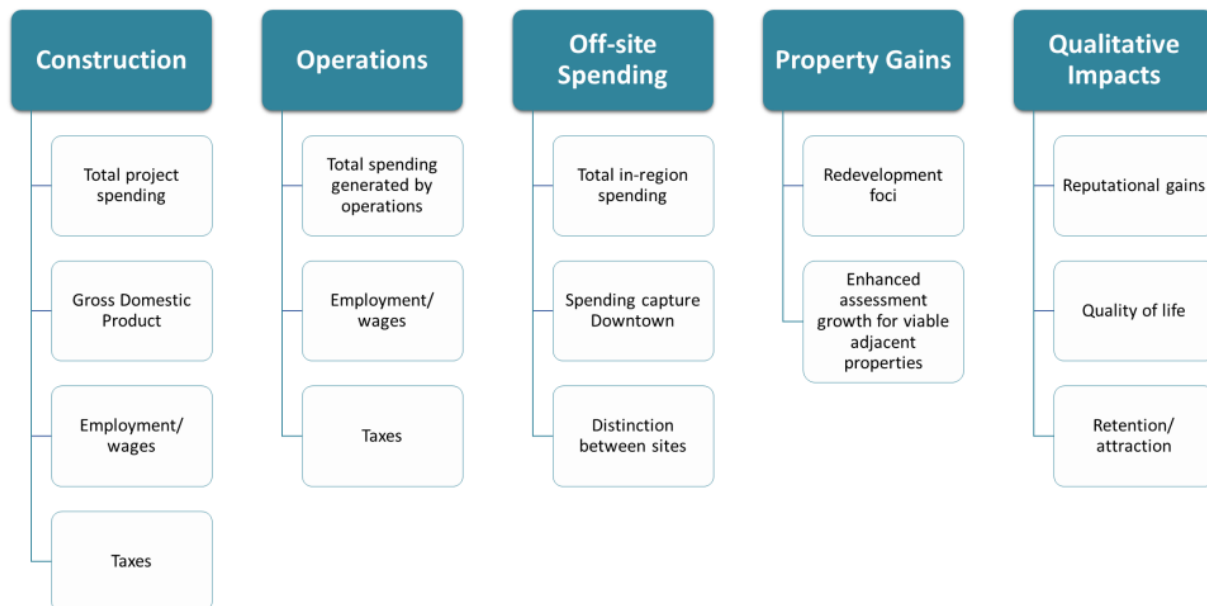 Construction
Total project
spending
Gross Domestic
Product
Employment/
wages
Taxes
Operations
Total spending
generated by
operations
Employment/
wages
Taxes
Off-site
Spending
Total in-region
spending
Spending capture
Downtown
Distinction
between sites
Property Gains
Redevelopment
foci
Enhanced
assessment
growth for viable
adjacent
properties
Qualitative
Impacts
Reputational gains
Quality of life
Retention/
attraction